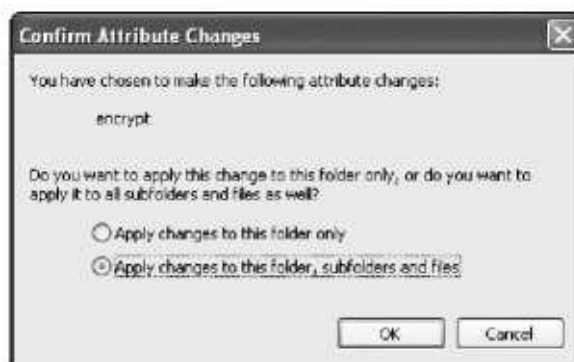 Confirm Attribute Changes
You have chosen to make the following attribute changes:
encrypt
Do you want to apply this change to this folder only, or do you want to
apply it to all subfolders and files as well?
Apply changes to this folder only
Apply changes to this folder, subfolders and files
OK
Cancel